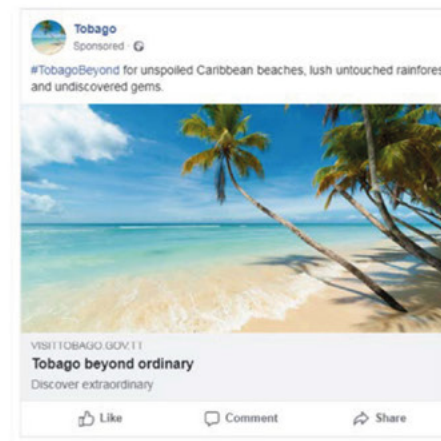 Tobago
Sponsored ·
#TobagoBeyond for unspoiled Caribbean beaches, lush untouched rainfores
and undiscovered gems.
VISITTOBAGO.GOV.TT
Tobago beyond ordinary
Discover extraordinary
Like Comment Share